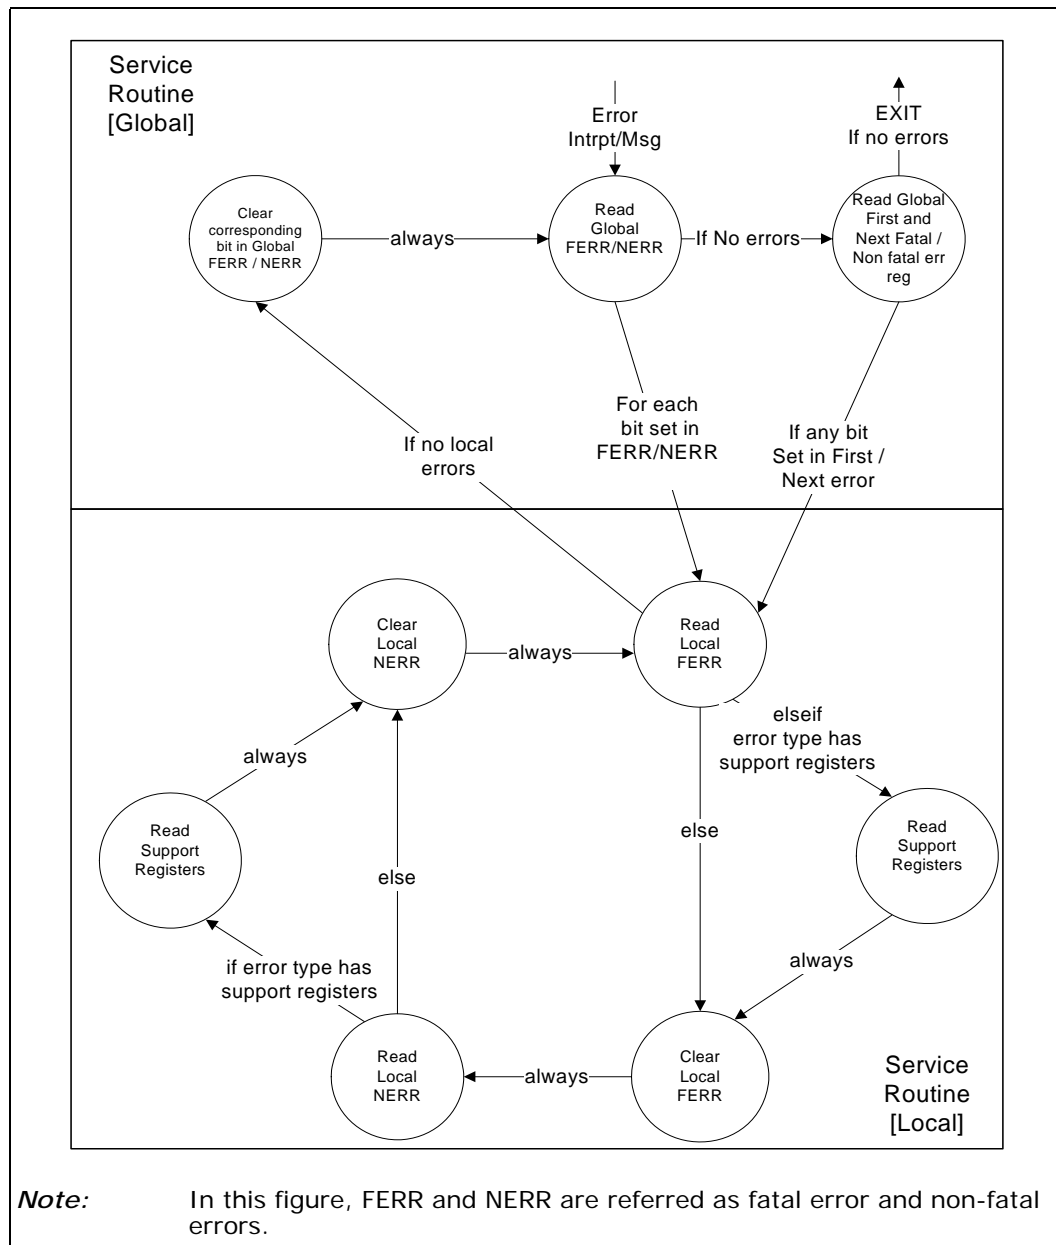 Service
Routine
[Global]
Error
Intrpt/Msg
EXIT
If no errors
Clear
corresponding
bit in Global
FERR / NERR
always
Read
Global
FERR/NERR
If No errors
Read Global
First and
Next Fatal /
Non fatal err
reg
If no local
errors
For each
bit set in
FERR/NERR
If any bit
Set in First /
Next error
Clear
Local
NERR
always
Read
Local
FERR
elseif
error type has
support registers
always
Read
Support
Registers
else
else
Read
Support
Registers
if error type has
support registers
always
Read
Local
NERR
always
Clear
Local
FERR
Service
Routine
[Local]
Note: In this figure, FERR and NERR are referred as fatal error and non-fatal
errors.